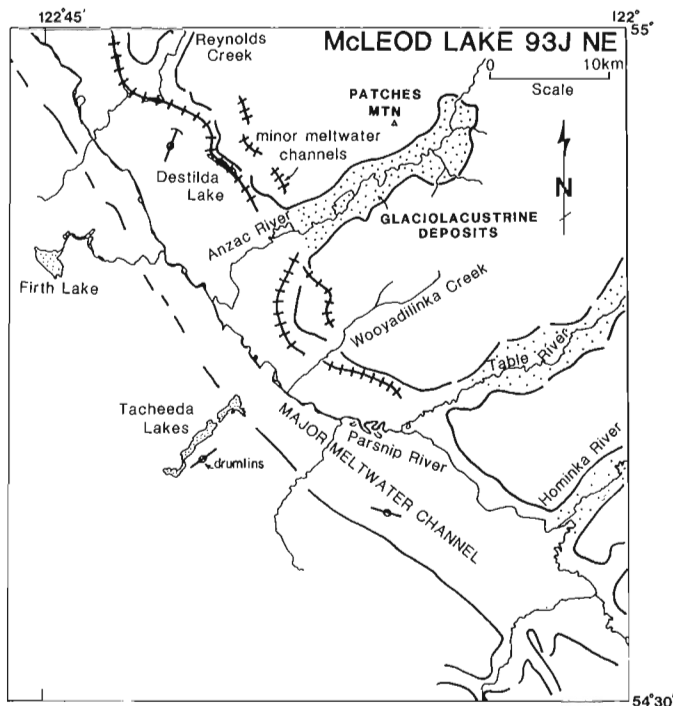 122°45'
122°
55°
McLEOD LAKE 93J NE
0 10km
Scale
Reynolds
Creek
PATCHES
MTN
minor meltwater
channels
N
Destilda
Lake
GLACIOLACUSTRINE
DEPOSITS
Anzac River
Firth Lake
Wooyadilinka Creek
Table River
Tacheeda
Lakes
MAJOR MELTWATER CHANNEL
Parsnip River
Hominka River
drumlins
54°30'